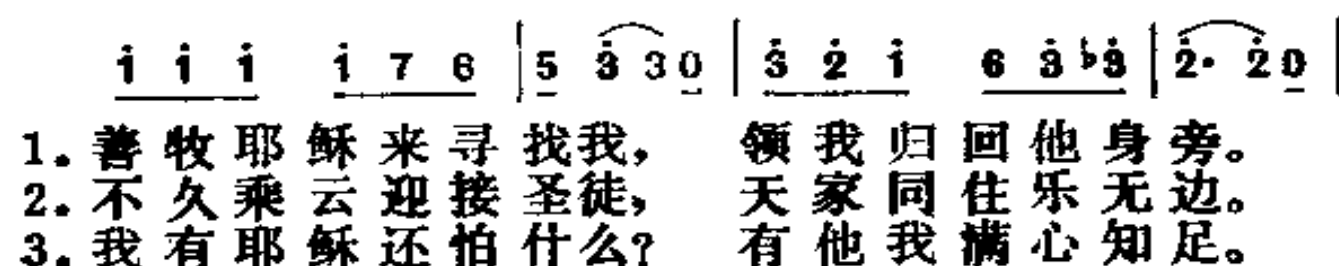 i i i i 7 6 | 5 3 3 0 | 3 2 i 6 3 ♭3 | 2· 2 0 |
1. 善牧耶稣来寻找我， 领我归回他身旁。
2. 不久乘云迎接圣徒， 天家同住乐无边。
3. 我有耶稣还怕什么？ 有他我满心知足。